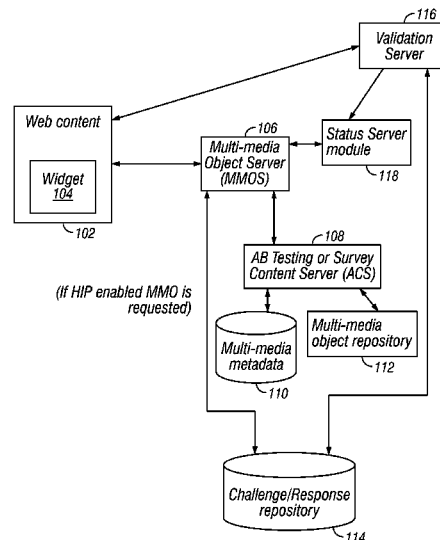 116
Validation
Server
Web content
Widget
104
102
106
Multi-media
Object Server
(MMOS)
Status Server
module
118
108
AB Testing or Survey
Content Server (ACS)
(If HIP enabled MMO is
requested)
Multi-media
metadata
110
Multi-media
object repository
112
Challenge/Response
repository
114